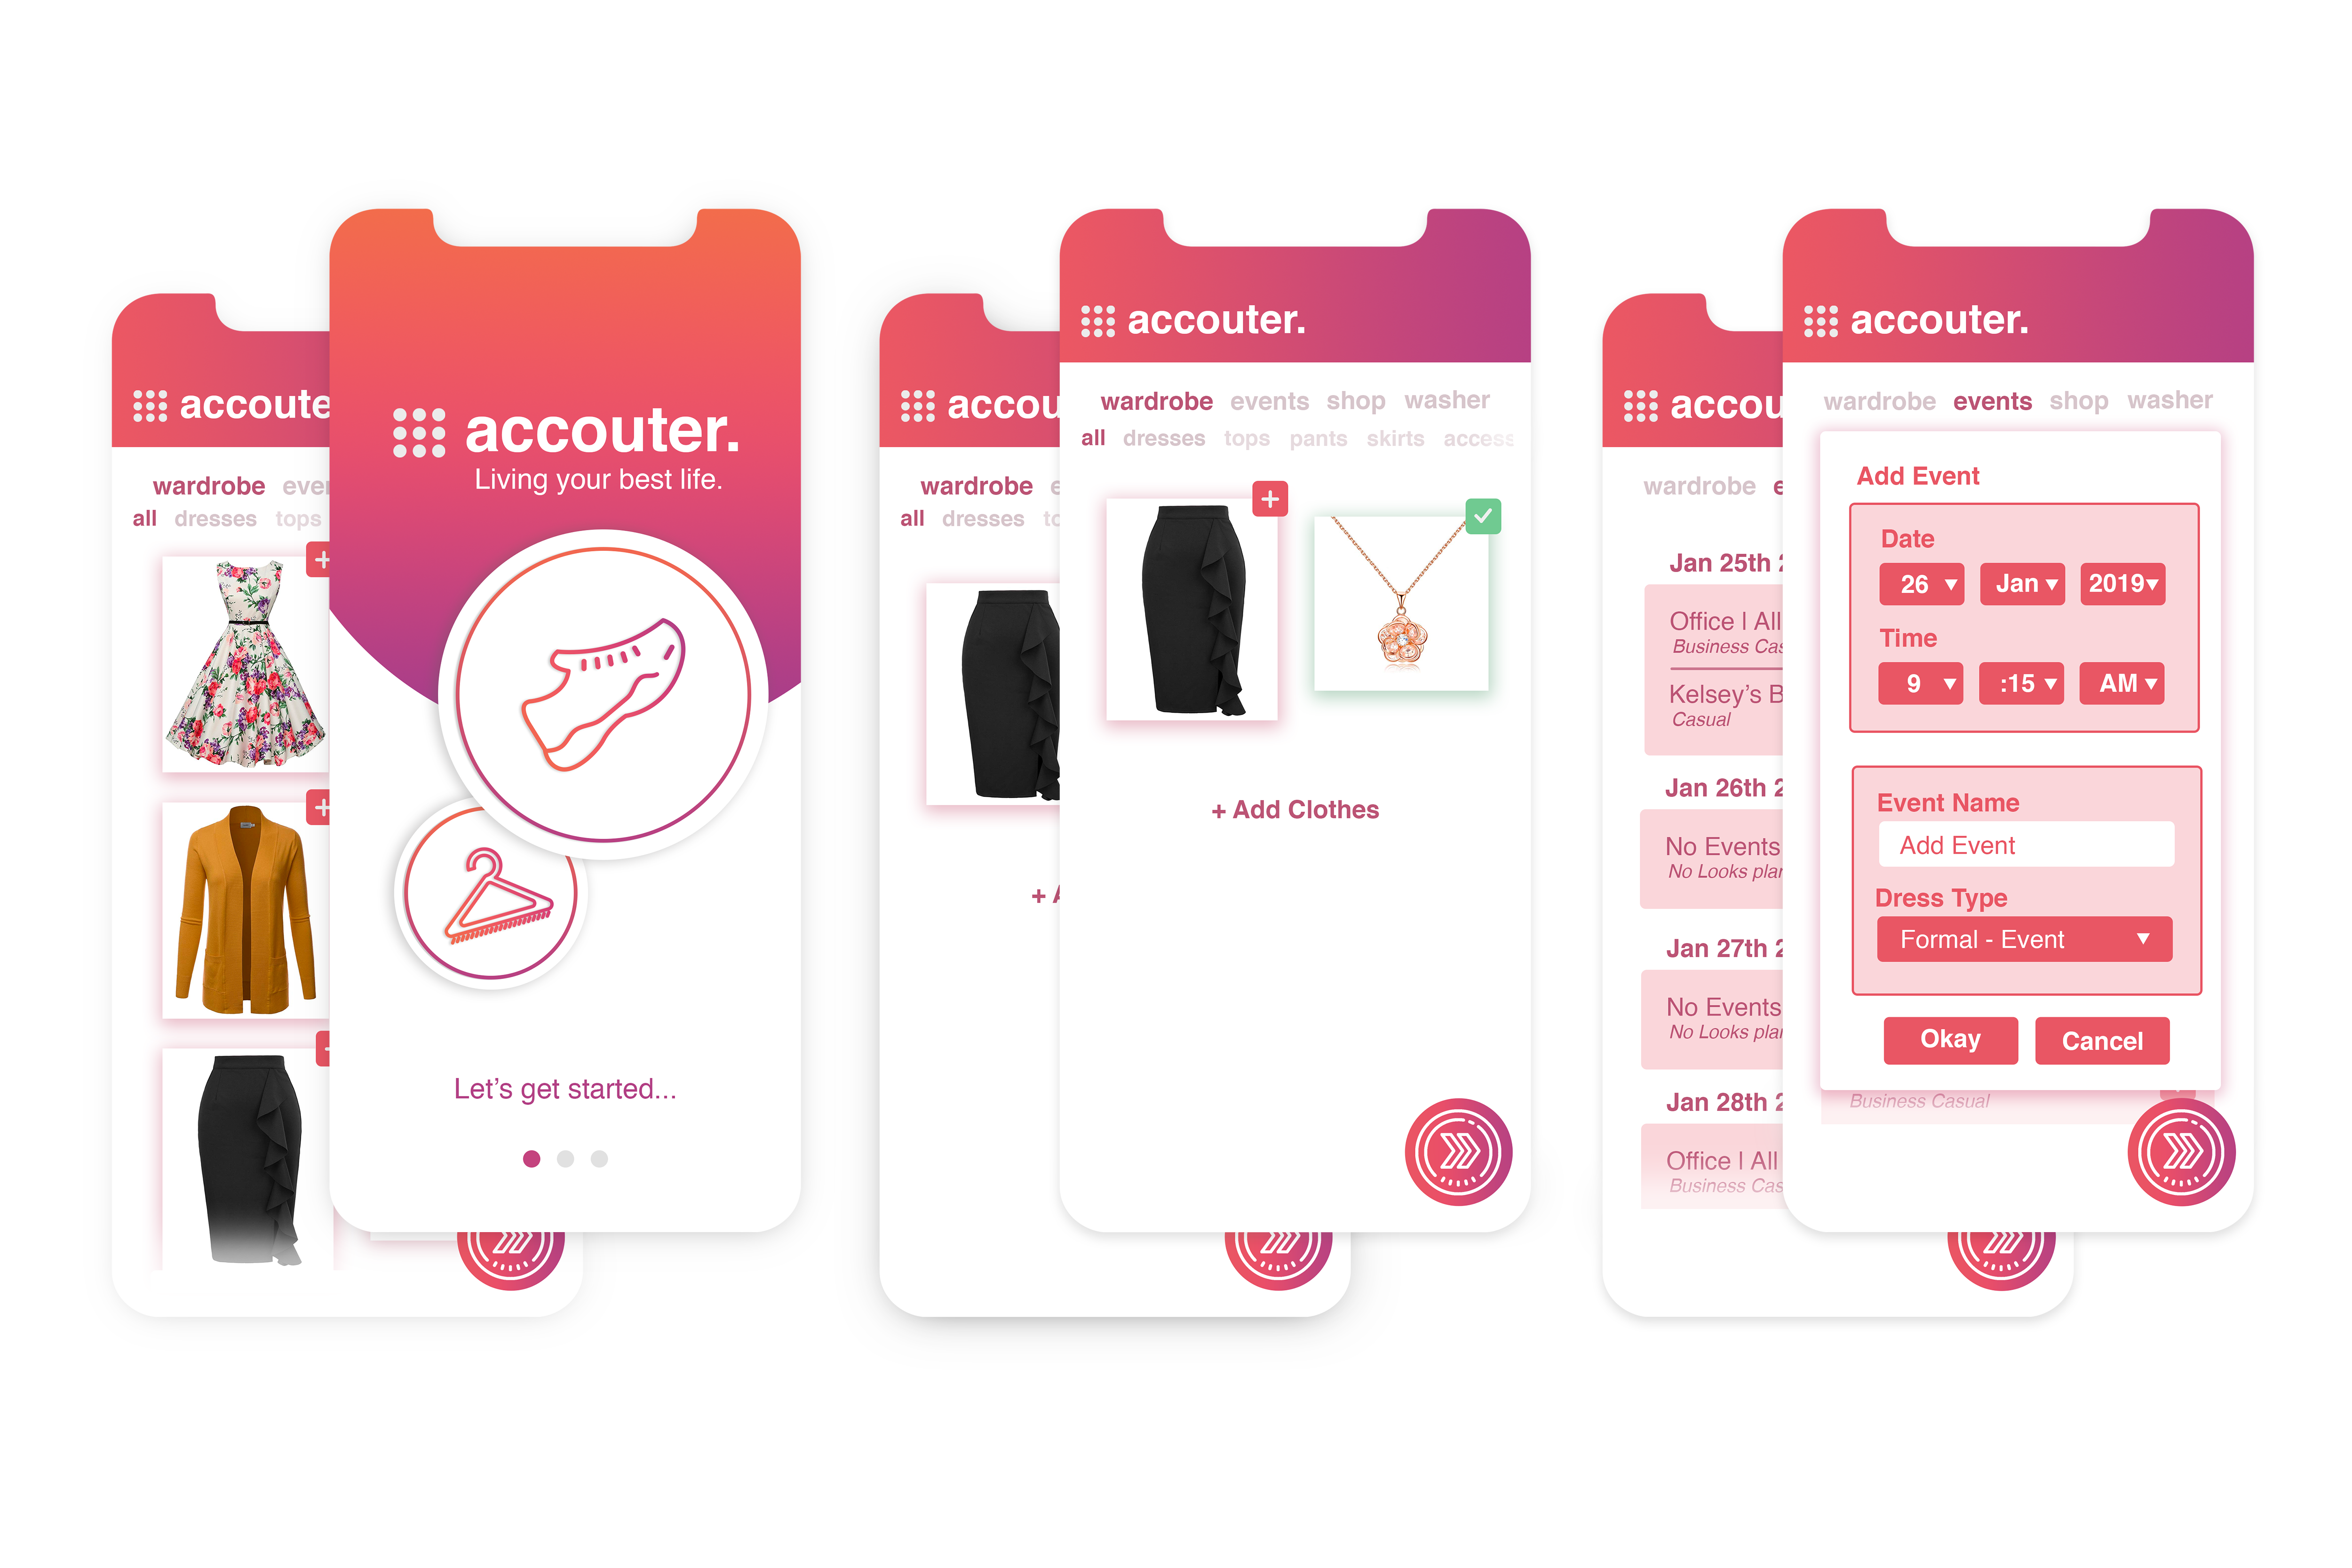 accoute
wardrobe even
all dresses tops
accouter.
Living your best life.
Let's get started...
accou
wardrobe e
all dresses to
+ A
accouter.
wardrobe events shop washer
all dresses tops pants skirts access
+ Add Clothes
accou
wardrobe e
Jan 25th 2
Office | All
Business Cas
Kelsey's B
Casual
Jan 26th 2
No Events
No Looks plan
Jan 27th 2
No Events
No Looks plan
Jan 28th 2
Office | All
Business Cas
accouter.
wardrobe events shop washer
Add Event
Date
26 Jan 2019
Time
9 :15 AM
Event Name
Add Event
Dress Type
Formal - Event
Okay Cancel
Business Casual